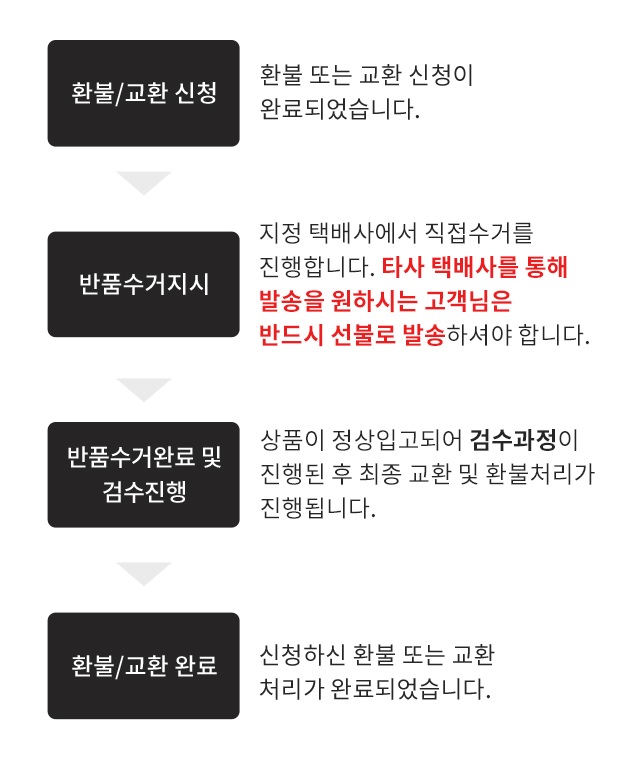 환불/교환 신청
환불 또는 교환 신청이
완료되었습니다.
반품수거지시
지정 택배사에서 직접수거를
진행합니다. 타사 택배사를 통해
발송을 원하시는 고객님은
반드시 선불로 발송하셔야 합니다.
반품수거완료 및
검수진행
상품이 정상입고되어 검수과정이
진행된 후 최종 교환 및 환불처리가
진행됩니다.
환불/교환 완료
신청하신 환불 또는 교환
처리가 완료되었습니다.